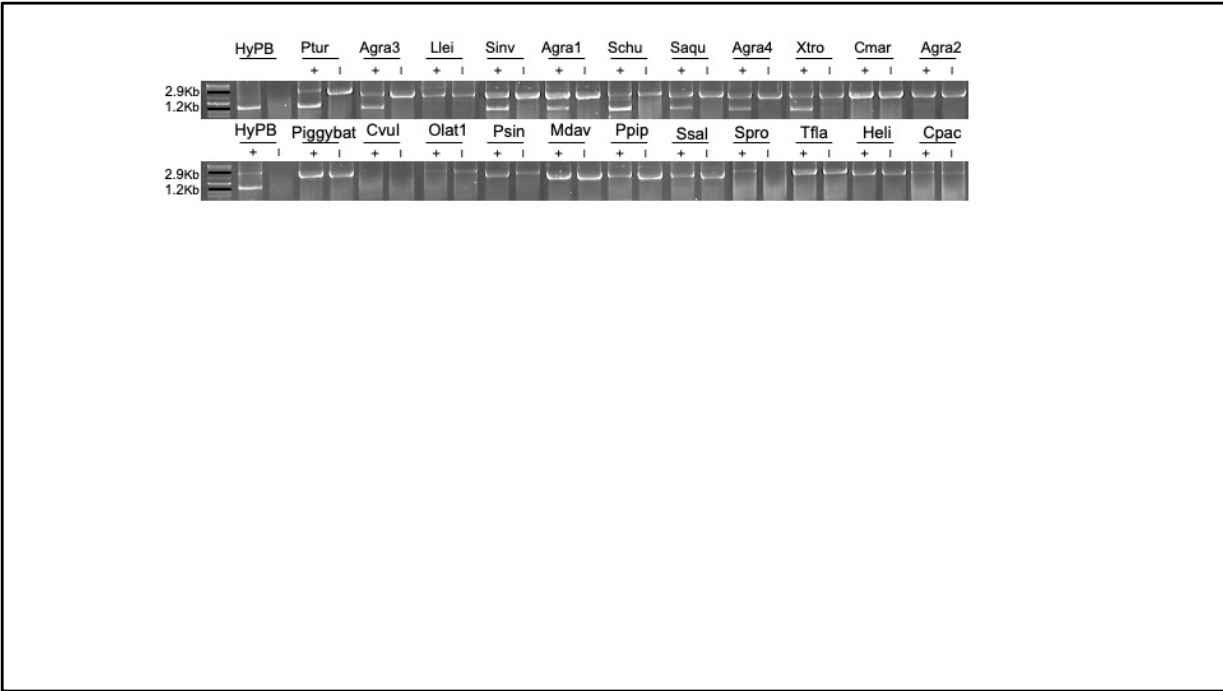 HyPB Ptur Agra3 Llei Sinv Agra1 Schu Saqu Agra4 Xtro Cmar Agra2
+ I + I + I + I + I + I + I + I + I + I + I
2.9Kb
1.2Kb
HyPB Piggybat Cvul Olat1 Psin Mdav Ppip Ssal Spro Tfla Heli Cpac
+ I + I + I + I + I + I + I + I + I + I + I + I
2.9Kb
1.2Kb